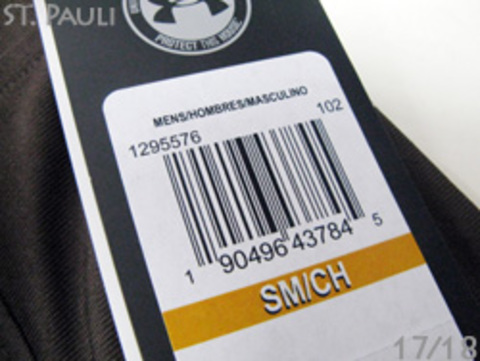 ST. PAULI
PROTECT THIS HOUSE.
MENS/HOMBRES/MASCULINO
1295576 102
1 90496 43784 5
SM/CH
17/18